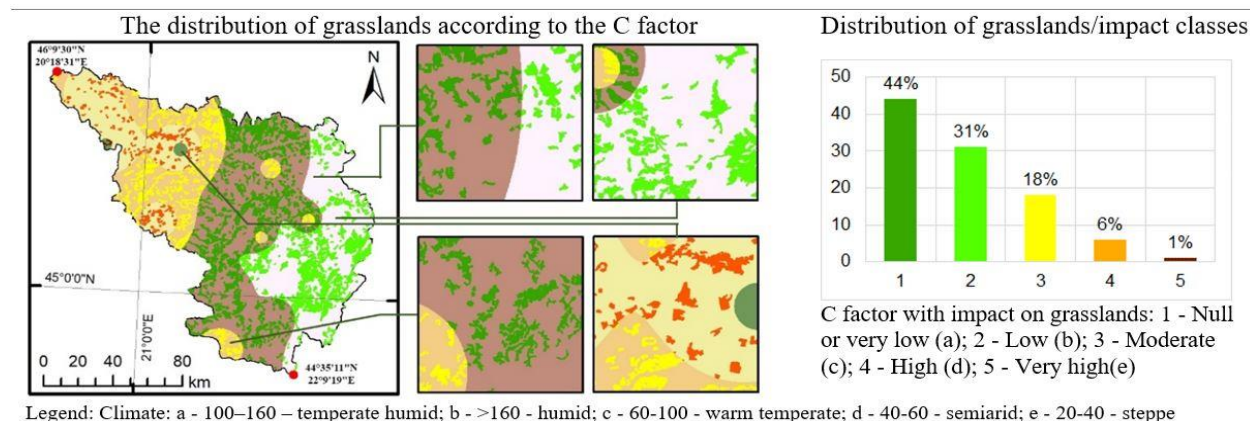 The distribution of grasslands according to the C factor
Distribution of grasslands/impact classes
46°9'30"N
20°18'31"E
N
45°0'0"N
21°0'0"E
0 20 40 60 80
km
44°35'11"N
22°9'19"E
50
40
30
20
10
0
44%
31%
18%
6%
1%
1 2 3 4 5
C factor with impact on grasslands: 1 - Null
or very low (a); 2 - Low (b); 3 - Moderate
(c); 4 - High (d); 5 - Very high(e)
Legend: Climate: a - 100–160 – temperate humid; b - >160 - humid; c - 60-100 - warm temperate; d - 40-60 - semiarid; e - 20-40 - steppe